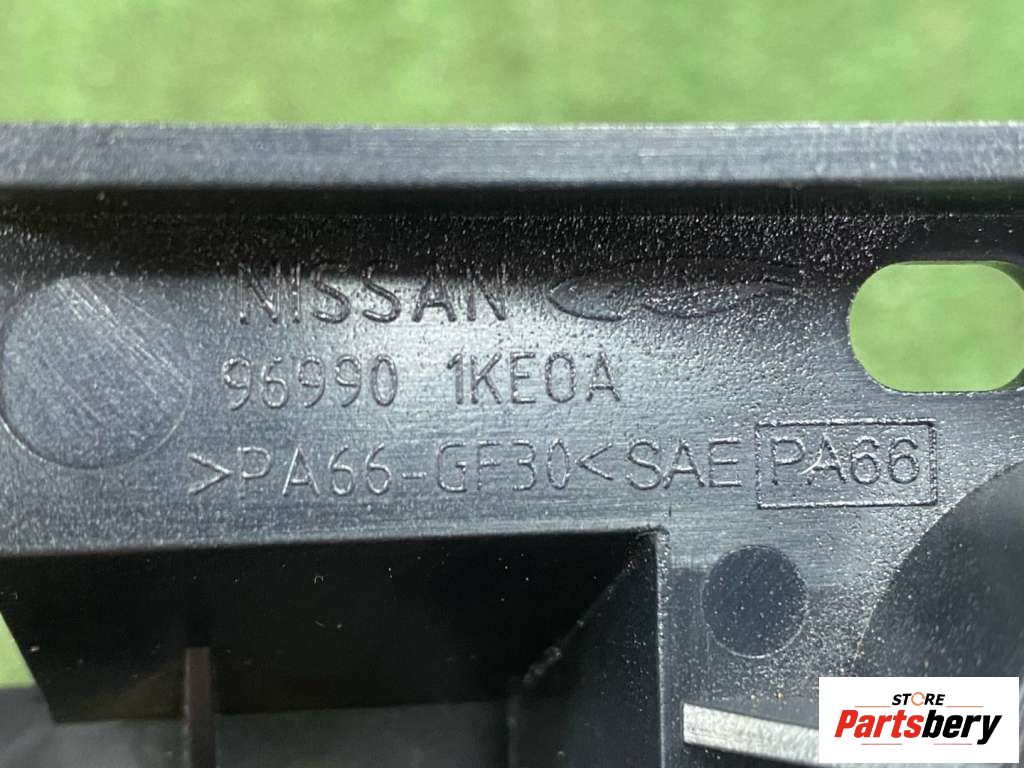 NISSAN
96990 1KE0A
>PA66-GF30< SAE PA66
STORE
Partsbery